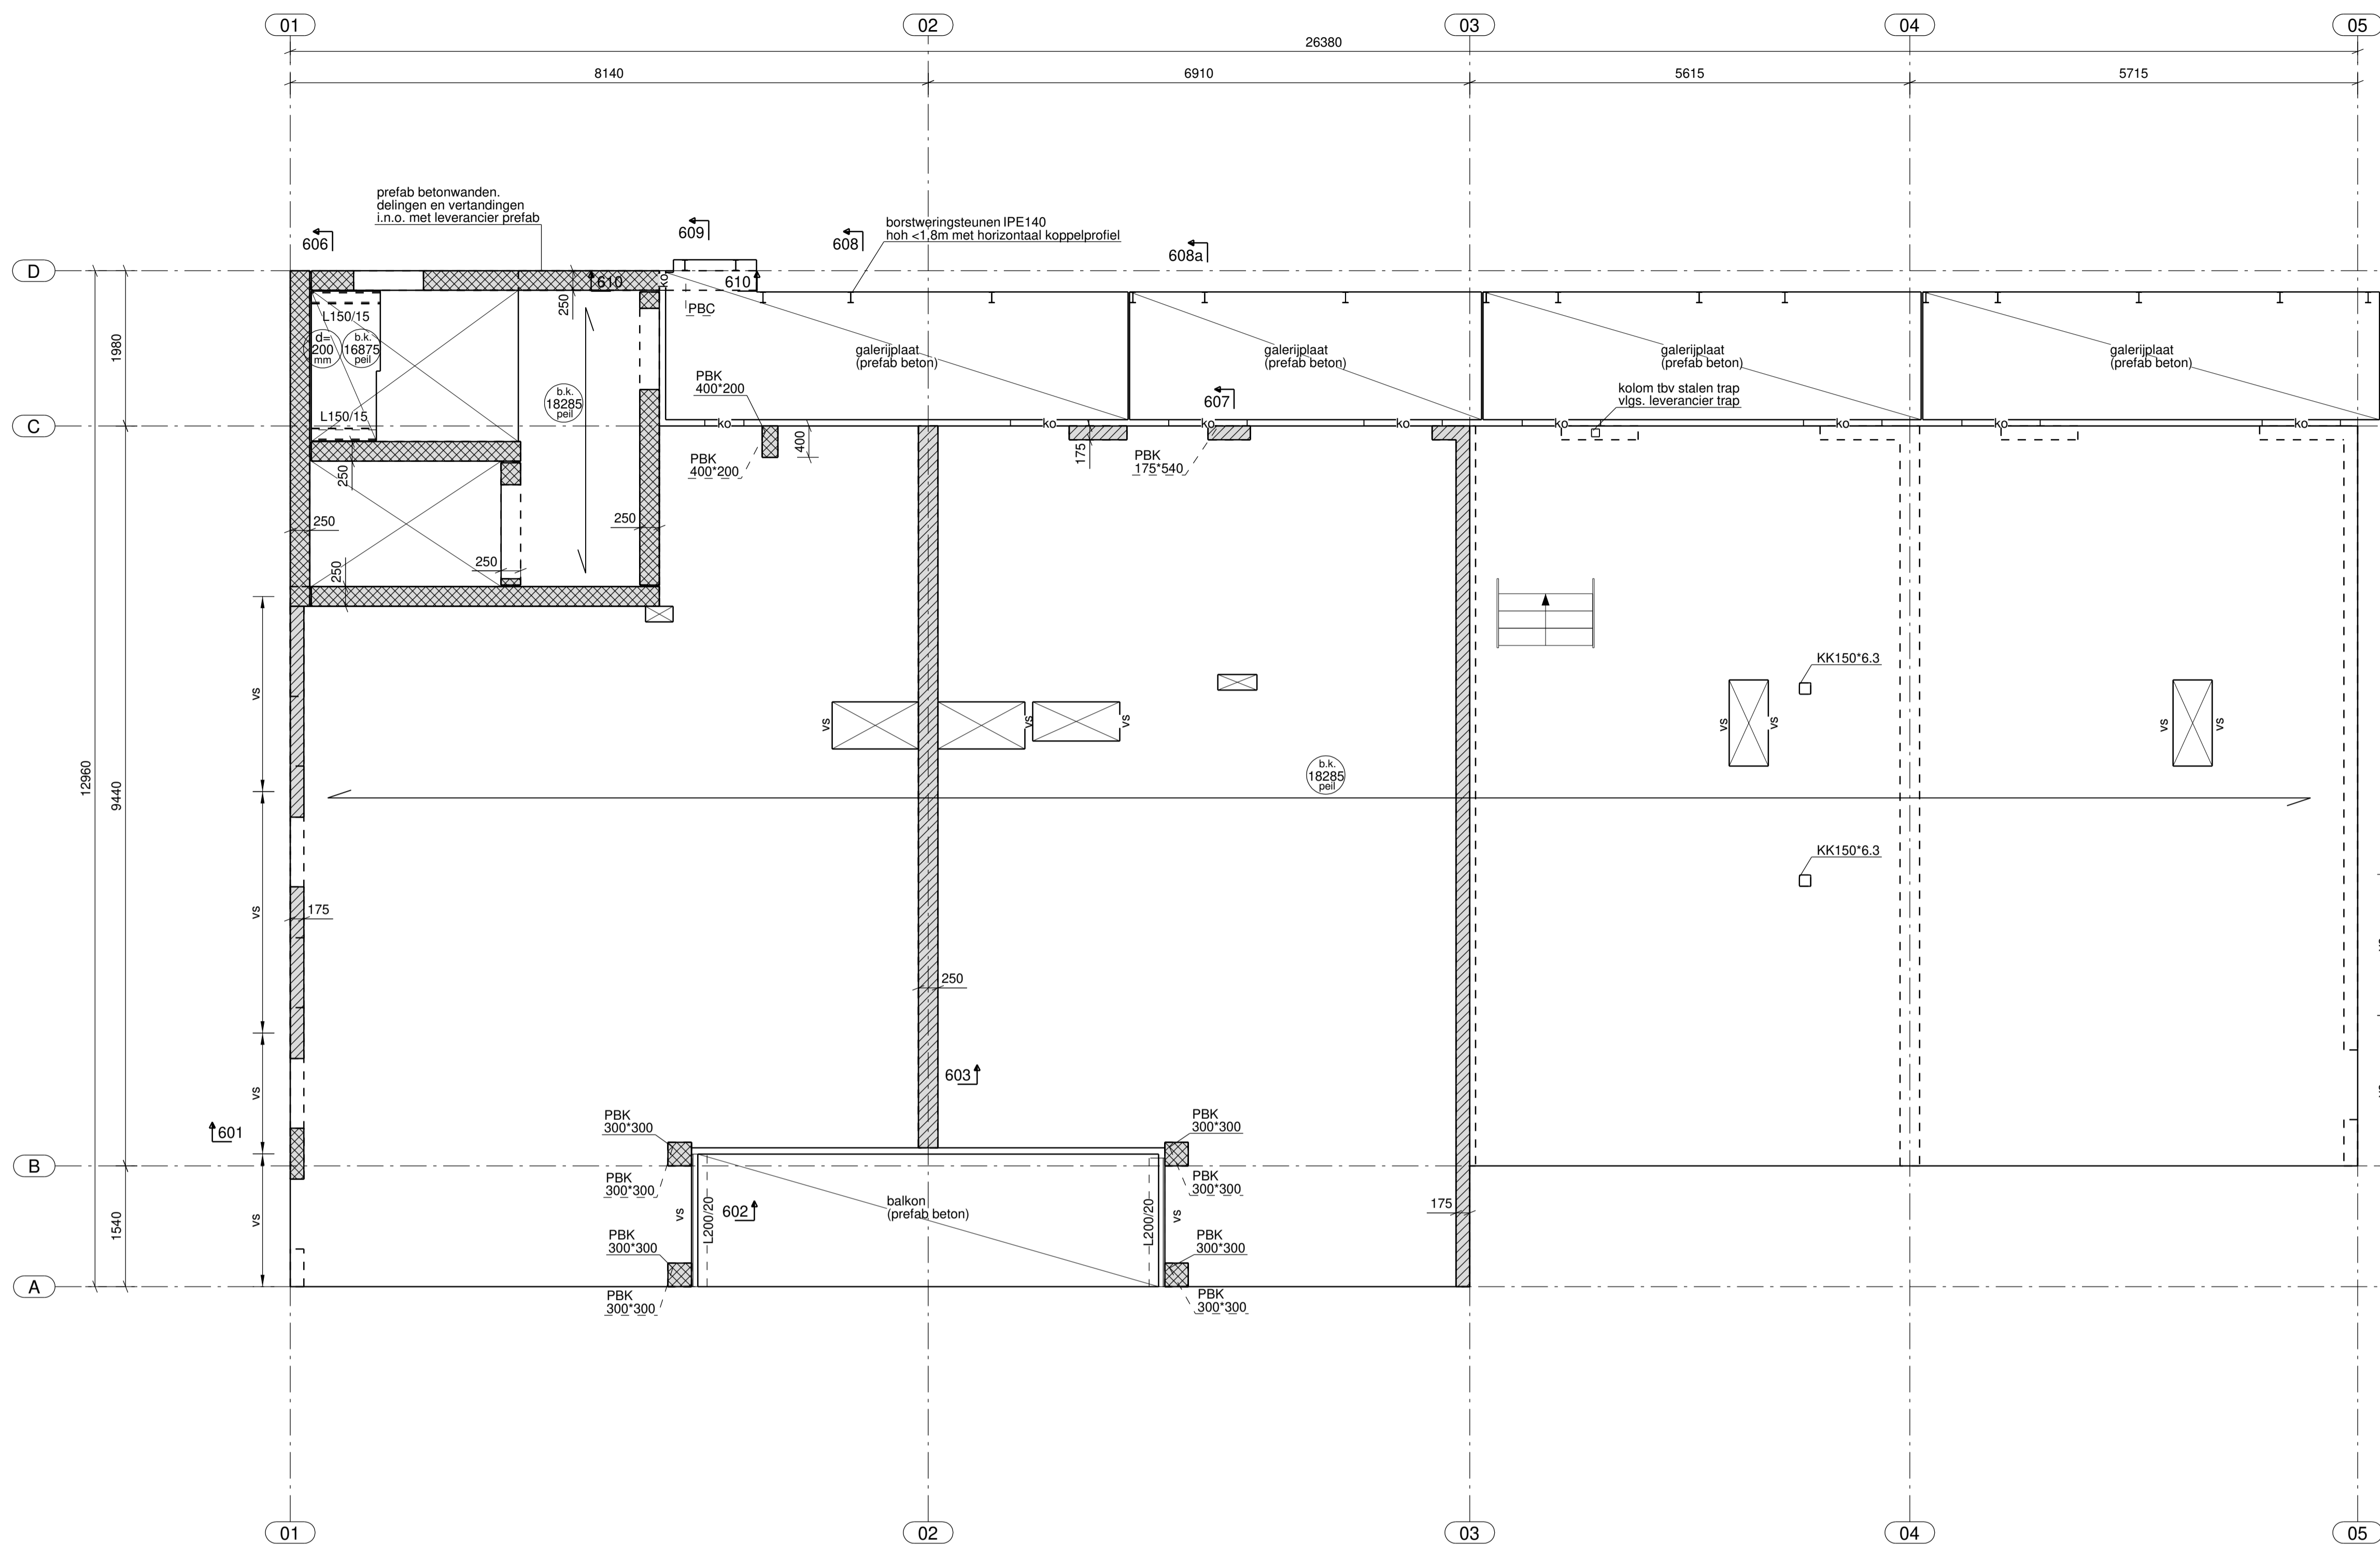 01
02
03
04
05
26380
8140
6910
5615
5715
prefab betonwanden.
delingen en vertandingen
i.n.o. met leverancier prefab
606
609
608
borstweringsteunen IPE140
hoh <1,8m met horizontaal koppelprofiel
608a
D
610
610
ko
250
PBC
L150/15
d=
200
mm
b.k.
16875
peil
1980
galerijplaat
(prefab beton)
galerijplaat
(prefab beton)
galerijplaat
(prefab beton)
galerijplaat
(prefab beton)
PBK
400*200
607
kolom tbv stalen trap
vlgs. leverancier trap
b.k.
18285
peil
L150/15
C
ko
ko
ko
ko
ko
ko
ko
ko
400
175
PBK
400*200
PBK
175*540
250
250
250
250
250
KK150*6.3
vs
vs
vs
vs
vs
vs
vs
vs
b.k.
18285
peil
12960
9440
KK150*6.3
vs
175
250
603
vs
601
PBK
300*300
PBK
300*300
B
PBK
300*300
PBK
300*300
balkon
(prefab beton)
602
L200/20
L200/20
vs
vs
vs
175
1540
PBK
300*300
PBK
300*300
A
PBK
300*300
PBK
300*300
01
02
03
04
05